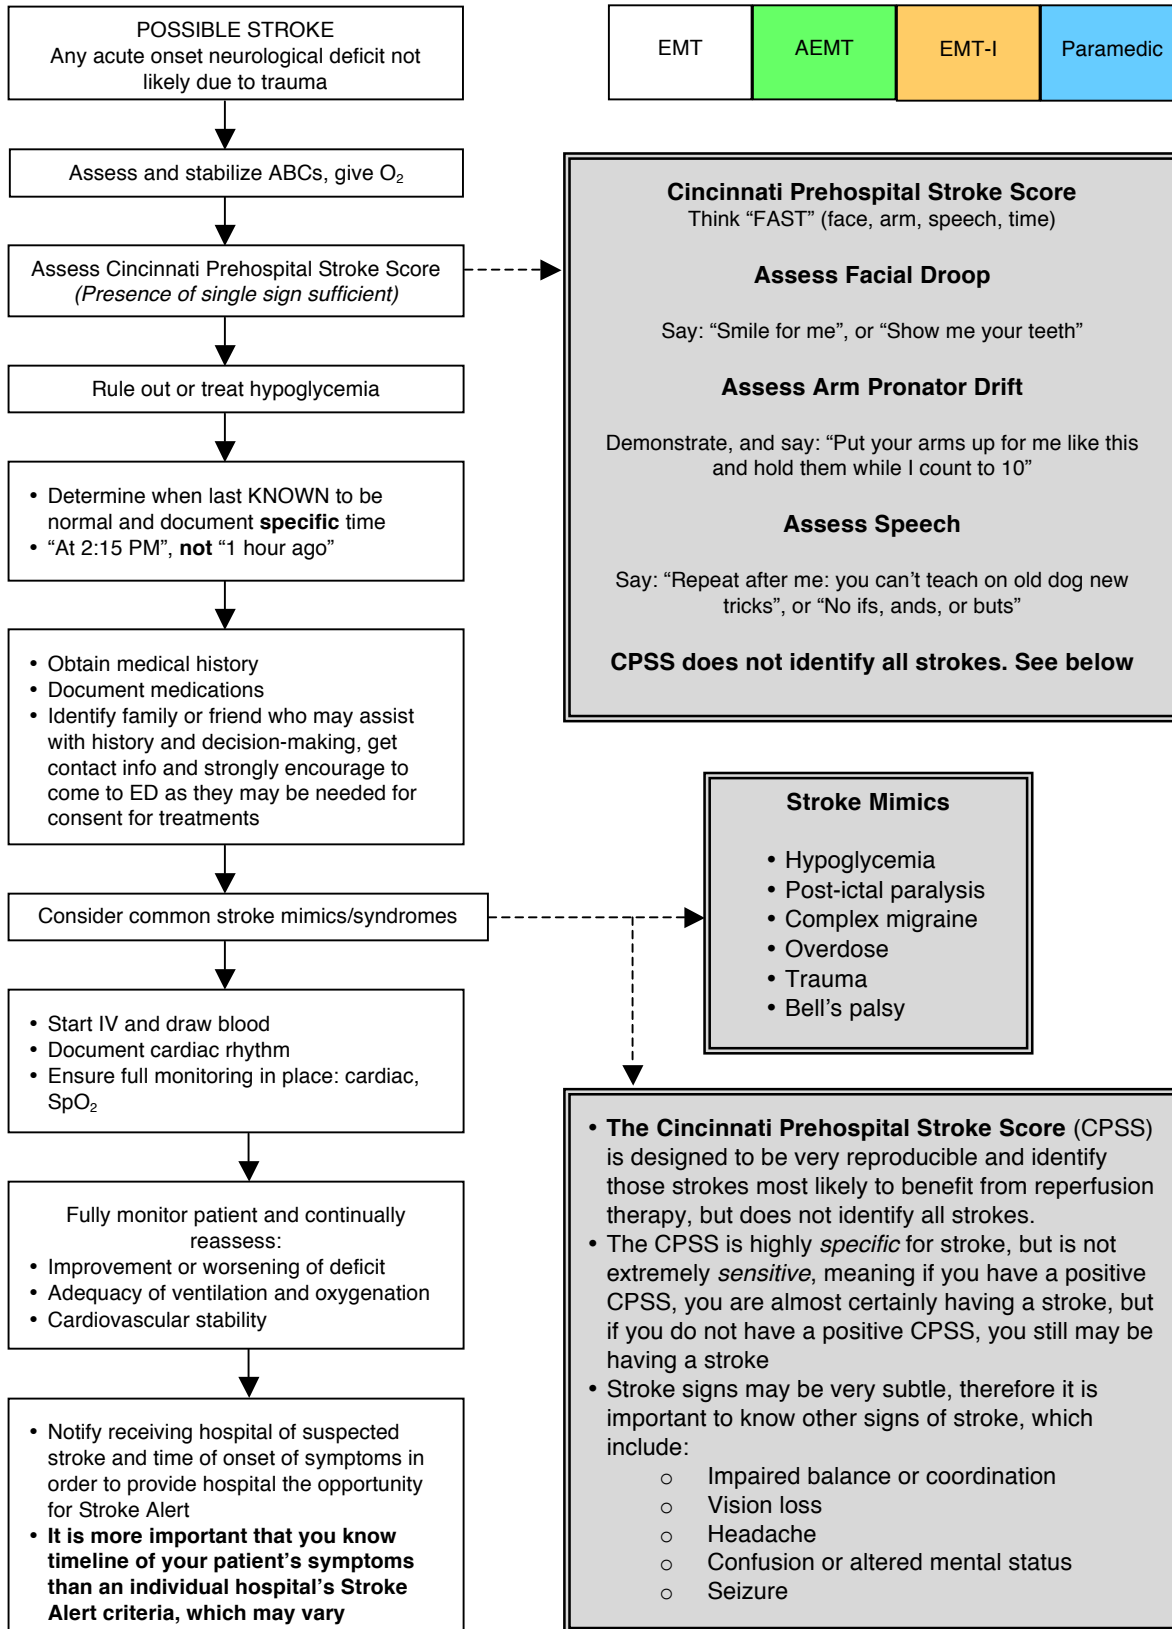 POSSIBLE STROKE
Any acute onset neurological deficit not
likely due to trauma
Assess and stabilize ABCs, give O₂
Assess Cincinnati Prehospital Stroke Score
(Presence of single sign sufficient)
Rule out or treat hypoglycemia
• Determine when last KNOWN to be
normal and document specific time
• “At 2:15 PM”, not “1 hour ago”
• Obtain medical history
• Document medications
• Identify family or friend who may assist
with history and decision-making, get
contact info and strongly encourage to
come to ED as they may be needed for
consent for treatments
Consider common stroke mimics/syndromes
• Start IV and draw blood
• Document cardiac rhythm
• Ensure full monitoring in place: cardiac,
SpO₂
Fully monitor patient and continually
reassess:
• Improvement or worsening of deficit
• Adequacy of ventilation and oxygenation
• Cardiovascular stability
• Notify receiving hospital of suspected
stroke and time of onset of symptoms in
order to provide hospital the opportunity
for Stroke Alert
• It is more important that you know
timeline of your patient’s symptoms
than an individual hospital’s Stroke
Alert criteria, which may vary
EMT
AEMT
EMT-I
Paramedic
Cincinnati Prehospital Stroke Score
Think “FAST” (face, arm, speech, time)
Assess Facial Droop
Say: “Smile for me”, or “Show me your teeth”
Assess Arm Pronator Drift
Demonstrate, and say: “Put your arms up for me like this
and hold them while I count to 10”
Assess Speech
Say: “Repeat after me: you can’t teach on old dog new
tricks”, or “No ifs, ands, or buts”
CPSS does not identify all strokes. See below
Stroke Mimics
• Hypoglycemia
• Post-ictal paralysis
• Complex migraine
• Overdose
• Trauma
• Bell’s palsy
• The Cincinnati Prehospital Stroke Score (CPSS)
is designed to be very reproducible and identify
those strokes most likely to benefit from reperfusion
therapy, but does not identify all strokes.
• The CPSS is highly specific for stroke, but is not
extremely sensitive, meaning if you have a positive
CPSS, you are almost certainly having a stroke, but
if you do not have a positive CPSS, you still may be
having a stroke
• Stroke signs may be very subtle, therefore it is
important to know other signs of stroke, which
include:
o Impaired balance or coordination
o Vision loss
o Headache
o Confusion or altered mental status
o Seizure